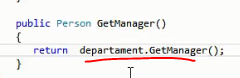 public Person GetManager()
{
return departament.GetManager();
}